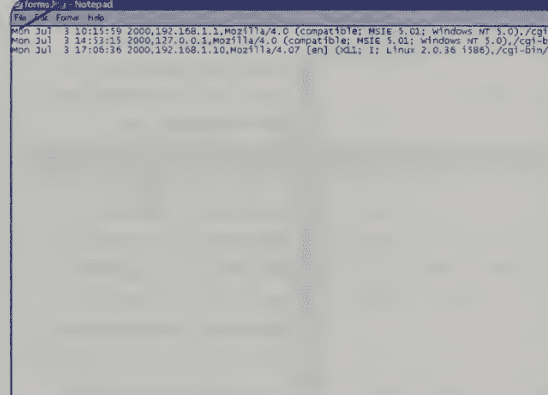 - Notepad
File Edit Format Help
Mon Jul 3 10:15:59 2000,192.168.1.1,Mozilla/4.0 (compatible; MSIE 5.01; Windows NT 5.0),/cgi
Mon Jul 3 14:53:15 2000,127.0.0.1,Mozilla/4.0 (compatible; MSIE 5.01; Windows NT 5.0),/cgi-b
Mon Jul 3 17:06:36 2000,192.168.1.10,Mozilla/4.07 [en] (X11; I; Linux 2.0.36 i586),/cgi-bin/